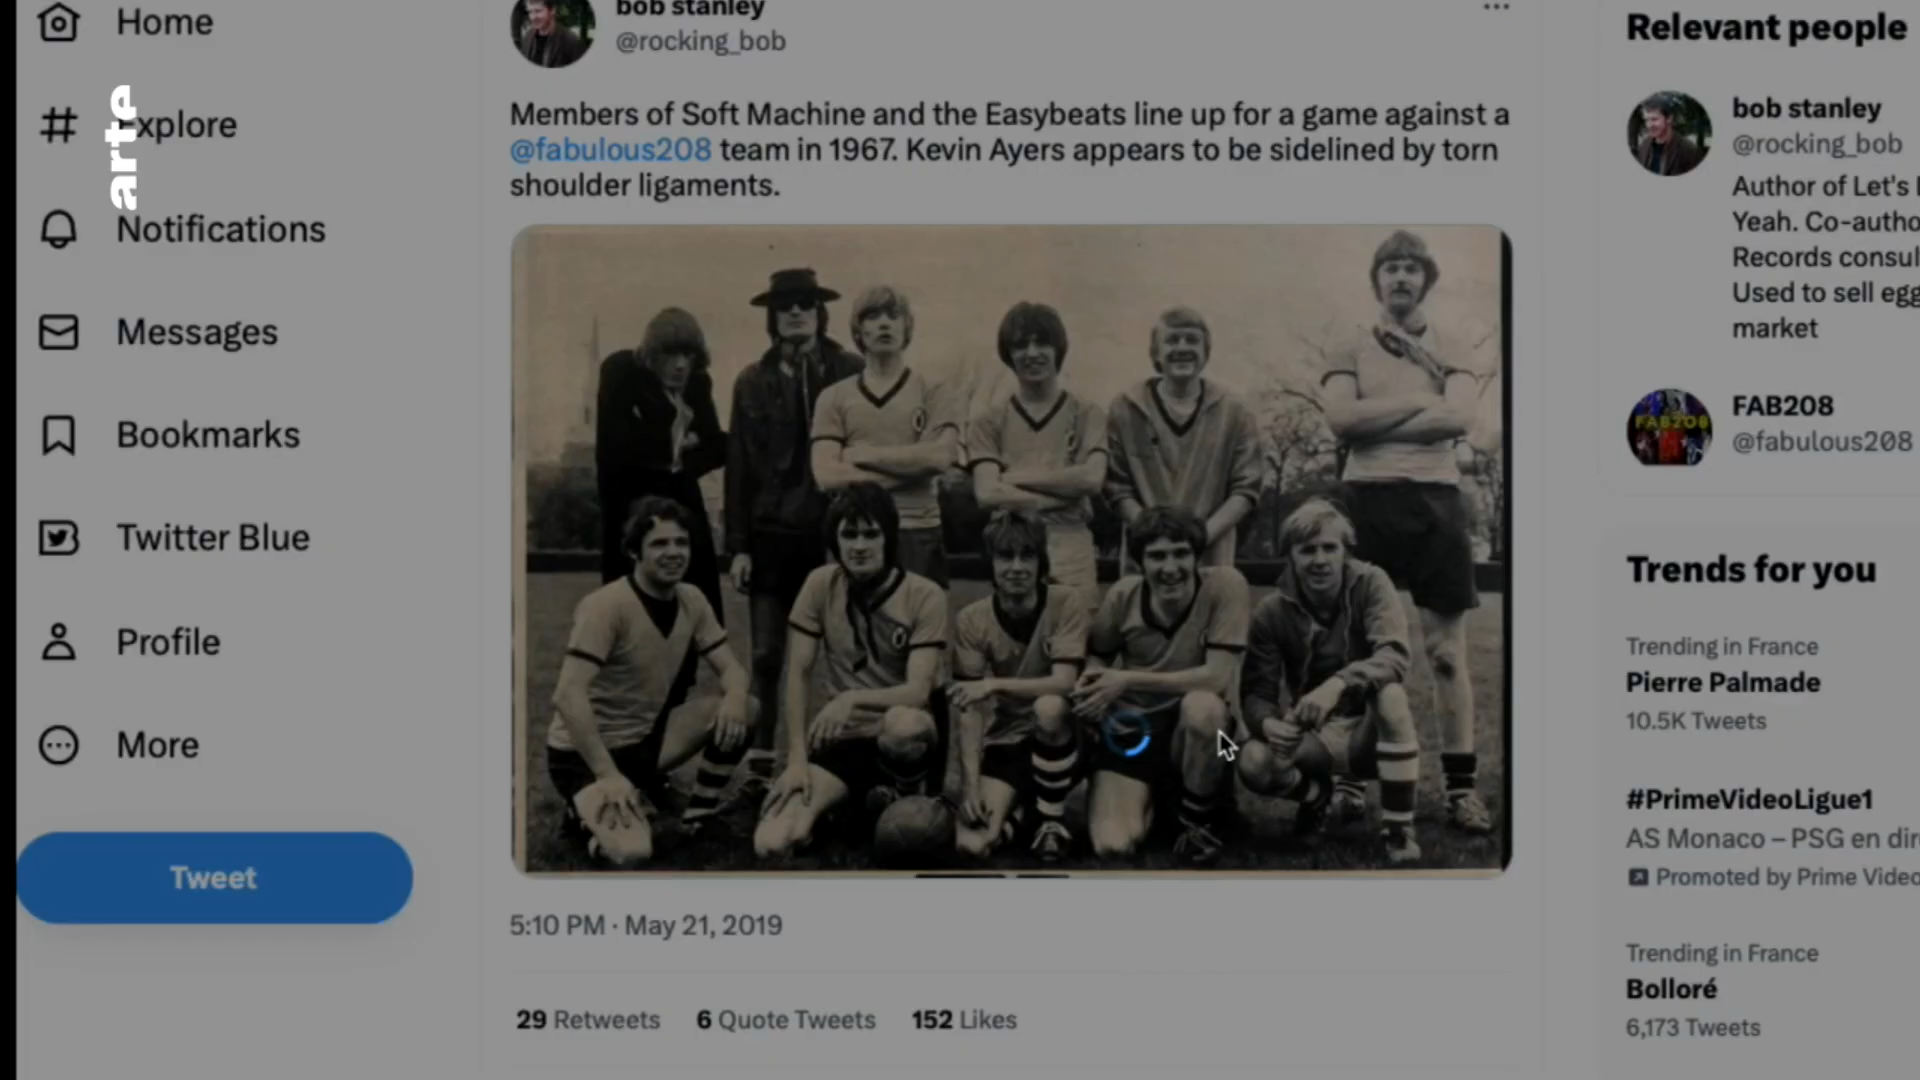 Home
Explore
Notifications
Messages
Bookmarks
Twitter Blue
Profile
More
Tweet
arte
bob stanley
@rocking_bob
Members of Soft Machine and the Easybeats line up for a game against a
@fabulous208 team in 1967. Kevin Ayers appears to be sidelined by torn
shoulder ligaments.
5:10 PM · May 21, 2019
29 Retweets 6 Quote Tweets 152 Likes
Relevant people
bob stanley
@rocking_bob
Author of Let's
Yeah. Co-autho
Records consul
Used to sell egg
market
FAB208
FAB208
@fabulous208
Trends for you
Trending in France
Pierre Palmade
10.5K Tweets
#PrimeVideoLigue1
AS Monaco – PSG en dir
Promoted by Prime Video
Trending in France
Bolloré
6,173 Tweets